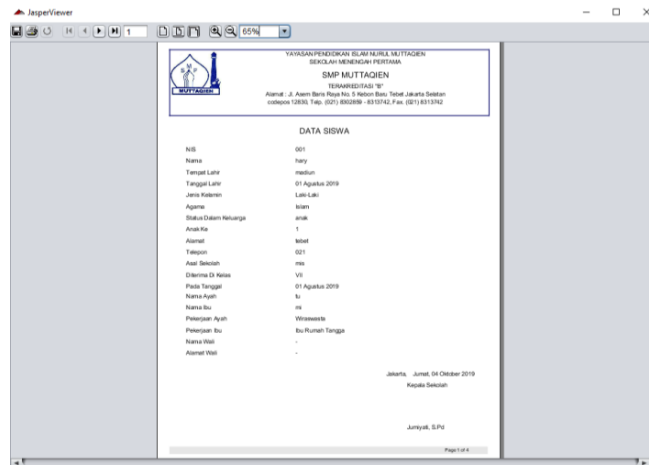 JasperViewer
1
65%
YAYASAN PENDIDIKAN ISLAM NURUL MUTTAQIEN
SEKOLAH MENENGAH PERTAMA
SMP MUTTAQIEN
TERAKREDITASI "B"
Alamat : Jl. Asem Baris Raya No. 5 Kebon Baru Tebet Jakarta Selatan
codepos 12830, Telp. (021) 8302859 - 8313742, Fax. (021) 8313742
SMP
MUTTAQIEN
DATA SISWA
NIS 001
Nama hary
Tempat Lahir madiun
Tanggal Lahir 01 Agustus 2019
Jenis Kelamin Laki-Laki
Agama Islam
Status Dalam Keluarga anak
Anak Ke 1
Alamat tebet
Telepon 021
Asal Sekolah mis
Diterima Di Kelas VII
Pada Tanggal 01 Agustus 2019
Nama Ayah tu
Nama Ibu mi
Pekerjaan Ayah Wiraswasta
Pekerjaan Ibu Ibu Rumah Tangga
Nama Wali -
Alamat Wali -
Jakarta, Jumat, 04 Oktober 2019
Kepala Sekolah
Jumiyati, S.Pd
Page 1 of 4